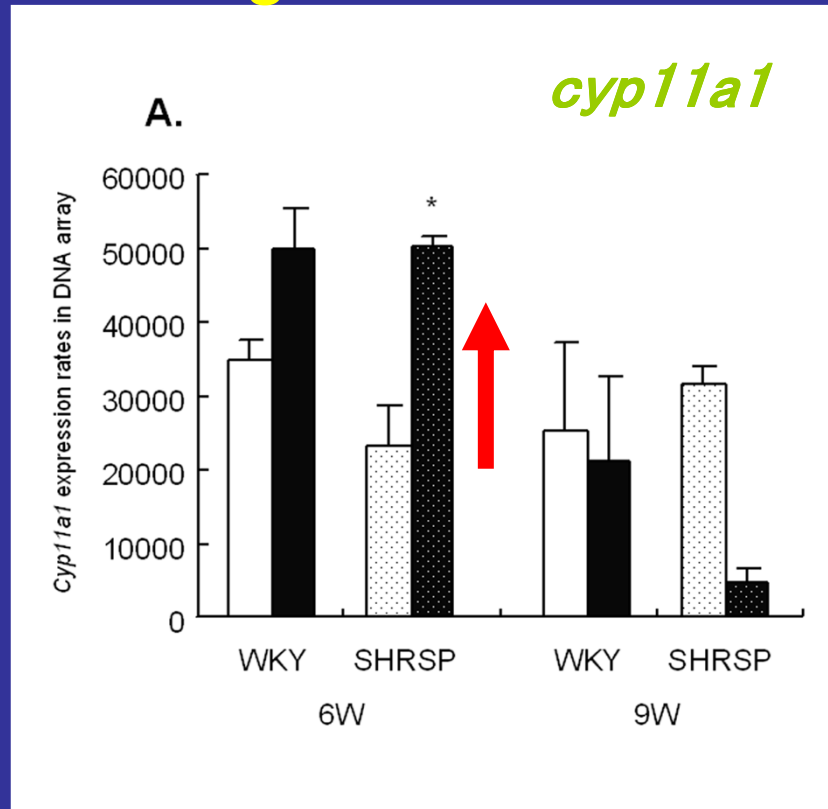 cyp11a1
A.
Cyp11a1 expression rates in DNA array
60000
50000
40000
30000
20000
10000
0
*
WKY SHRSP WKY SHRSP
6W 9W